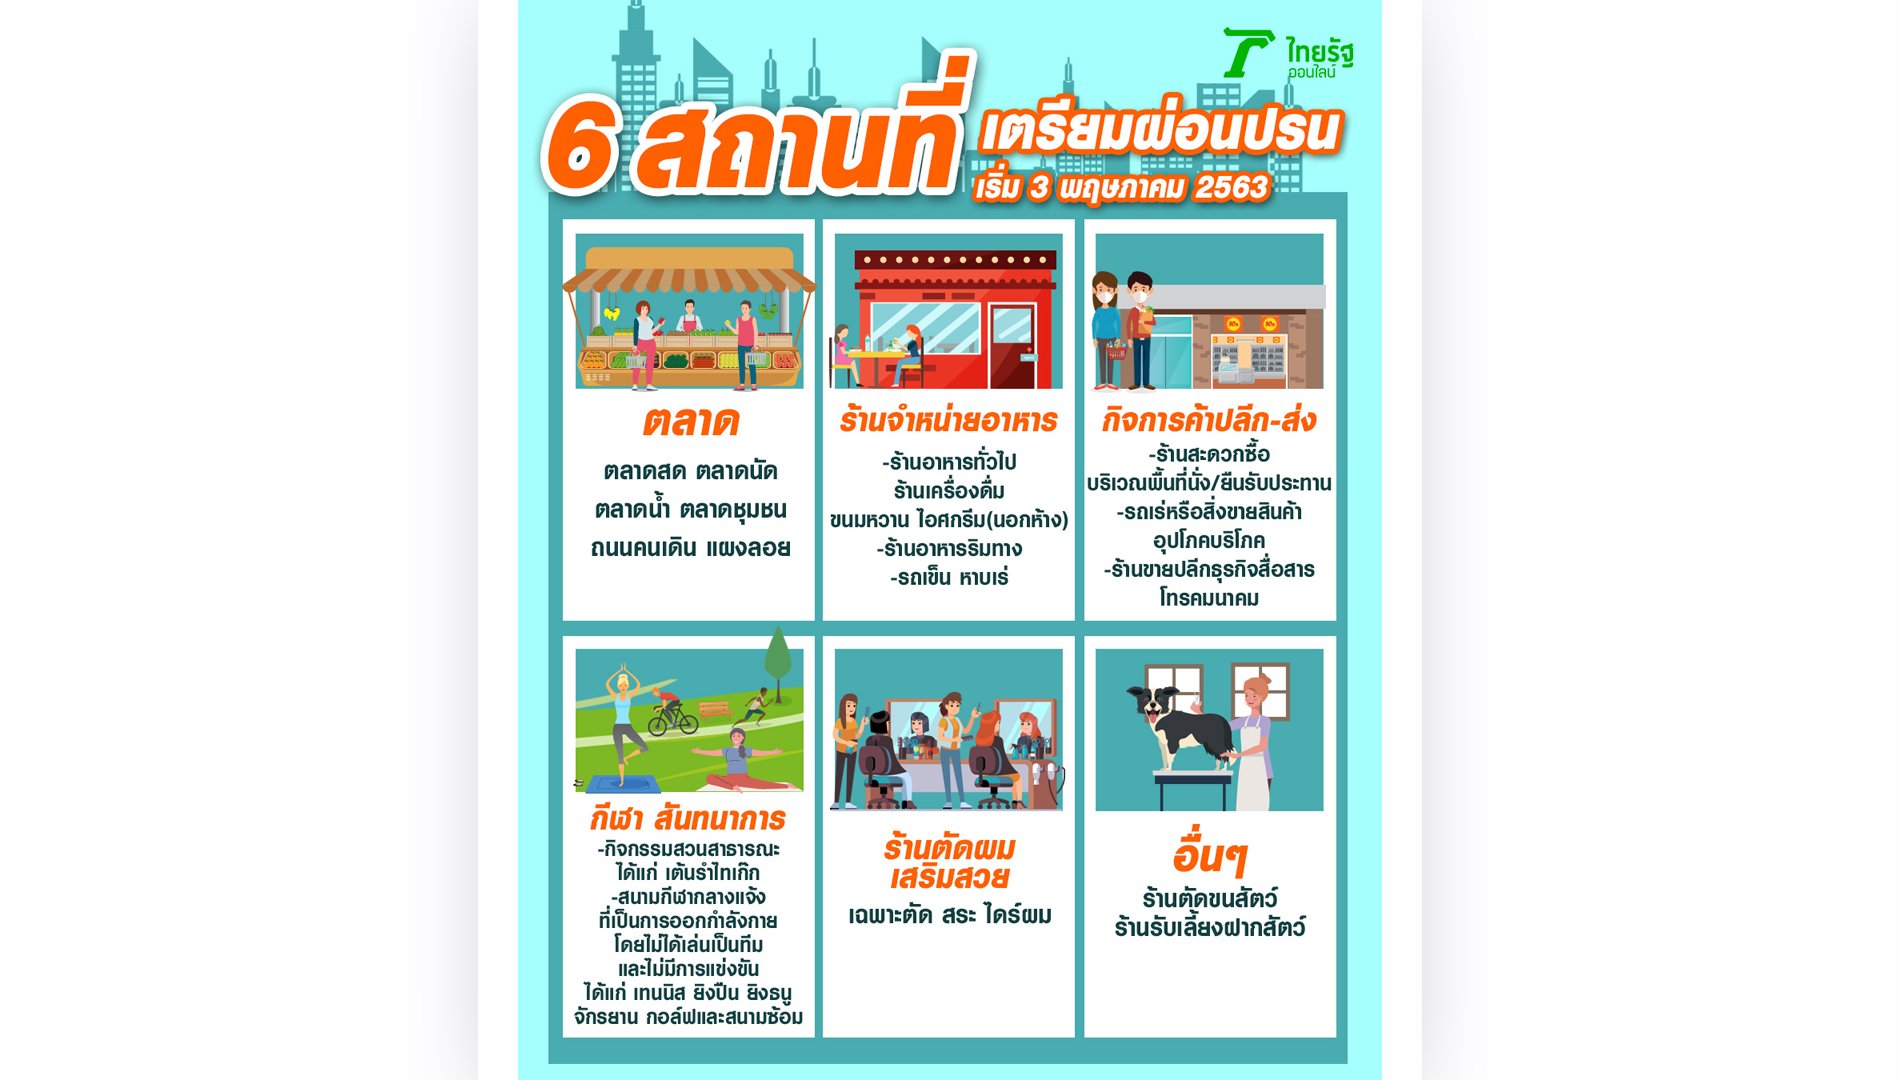 ไทยรัฐ
ออนไลน์
6 สถานที่
เตรียมผ่อนปรน
เริ่ม 3 พฤษภาคม 2563
ตลาด
ตลาดสด ตลาดนัด
ตลาดน้ำ ตลาดชุมชน
ถนนคนเดิน แผงลอย
ร้านจำหน่ายอาหาร
-ร้านอาหารทั่วไป
ร้านเครื่องดื่ม
ขนมหวาน ไอศกรีม(นอกห้าง)
-ร้านอาหารริมทาง
-รถเข็น หาบเร่
กิจการค้าปลีก-ส่ง
-ร้านสะดวกซื้อ
บริเวณพื้นที่นั่ง/ยืนรับประทาน
-รถเร่หรือสิ่งขายสินค้า
อุปโภคบริโภค
-ร้านขายปลีกธุรกิจสื่อสาร
โทรคมนาคม
กีฬา สันทนาการ
-กิจกรรมสวนสาธารณะ
ได้แก่ เต้นรำไทเก๊ก
-สนามกีฬากลางแจ้ง
ที่เป็นการออกกำลังกาย
โดยไม่ได้เล่นเป็นทีม
และไม่มีการแข่งขัน
ได้แก่ เทนนิส ยิงปืน ยิงธนู
จักรยาน กอล์ฟและสนามซ้อม
ร้านตัดผม
เสริมสวย
เฉพาะตัด สระ ไดร์ผม
อื่นๆ
ร้านตัดขนสัตว์
ร้านรับเลี้ยงฝากสัตว์